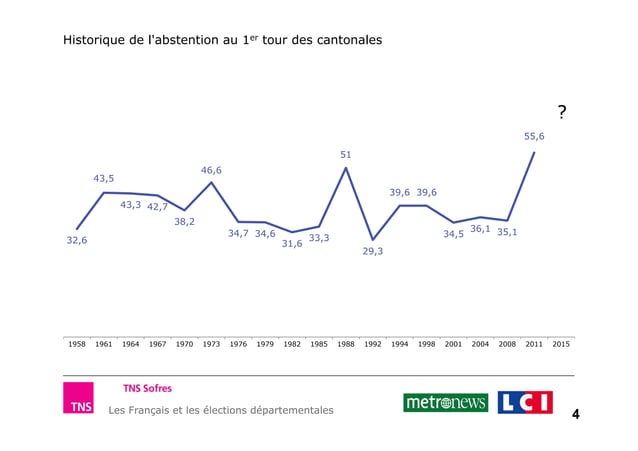 Historique de l'abstention au 1er tour des cantonales
?
55,6
51
46,6
43,5
39,6 39,6
43,3 42,7
38,2
34,7 34,6
31,6
33,3
34,5
36,1
35,1
32,6
29,3
1958 1961 1964 1967 1970 1973 1976 1979 1982 1985 1988 1992 1994 1998 2001 2004 2008 2011 2015
TNS Sofres
TNS
Les Français et les élections départementales
metronews
LCI
4